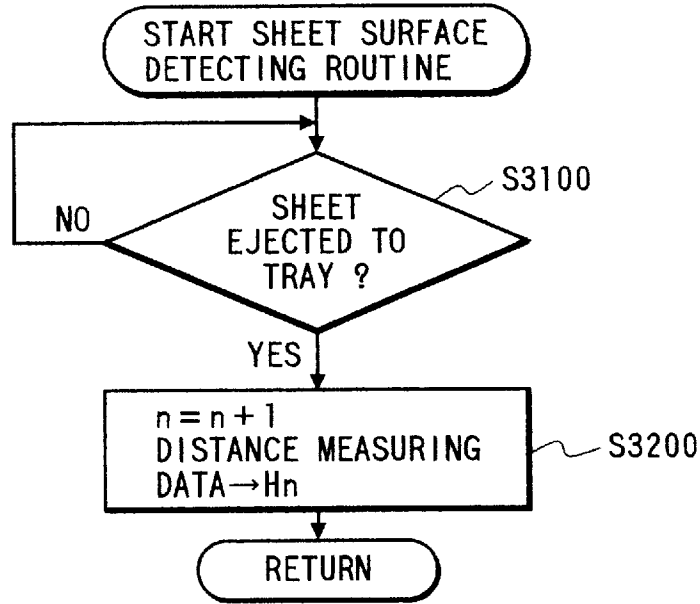 START SHEET SURFACE
DETECTING ROUTINE
S3100
SHEET
EJECTED TO
TRAY ?
NO
YES
n=n+1
DISTANCE MEASURING
DATA→Hn
S3200
RETURN